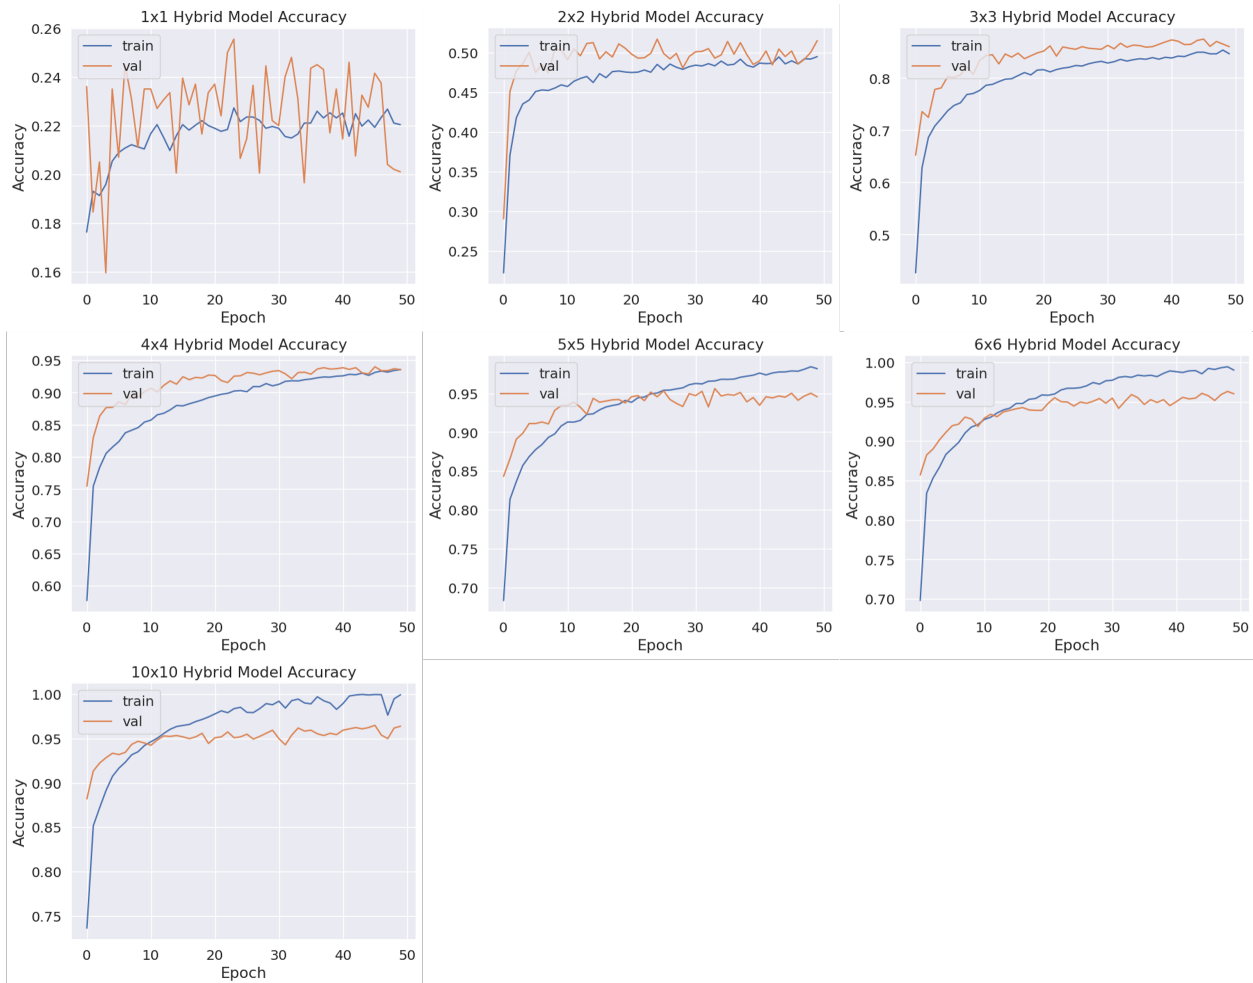 1x1 Hybrid Model Accuracy
0.26
0.24
0.22
0.20
0.18
0.16
Accuracy
train
val
0
10
20
30
40
50
Epoch
2x2 Hybrid Model Accuracy
0.50
0.45
0.40
0.35
0.30
0.25
Accuracy
train
val
0
10
20
30
40
50
Epoch
3x3 Hybrid Model Accuracy
0.8
0.7
0.6
0.5
Accuracy
train
val
0
10
20
30
40
50
Epoch
4x4 Hybrid Model Accuracy
0.95
0.90
0.85
0.80
0.75
0.70
0.65
0.60
Accuracy
train
val
0
10
20
30
40
50
Epoch
5x5 Hybrid Model Accuracy
0.95
0.90
0.85
0.80
0.75
0.70
Accuracy
train
val
0
10
20
30
40
50
Epoch
6x6 Hybrid Model Accuracy
1.00
0.95
0.90
0.85
0.80
0.75
0.70
Accuracy
train
val
0
10
20
30
40
50
Epoch
10x10 Hybrid Model Accuracy
1.00
0.95
0.90
0.85
0.80
0.75
Accuracy
train
val
0
10
20
30
40
50
Epoch